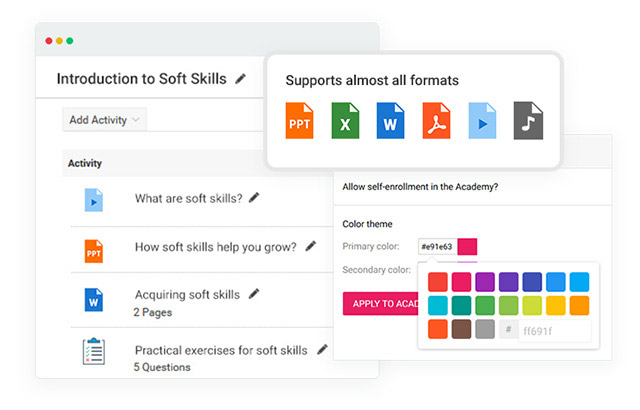 Introduction to Soft Skills
Add Activity
Activity
What are soft skills?
PPT
How soft skills help you grow?
W
Acquiring soft skills
2 Pages
Practical exercises for soft skills
5 Questions
Supports almost all formats
PPT X W
Allow self-enrollment in the Academy?
Color theme
Primary color: #e91e63
Secondary color:
APPLY TO ACAD
# ff691f